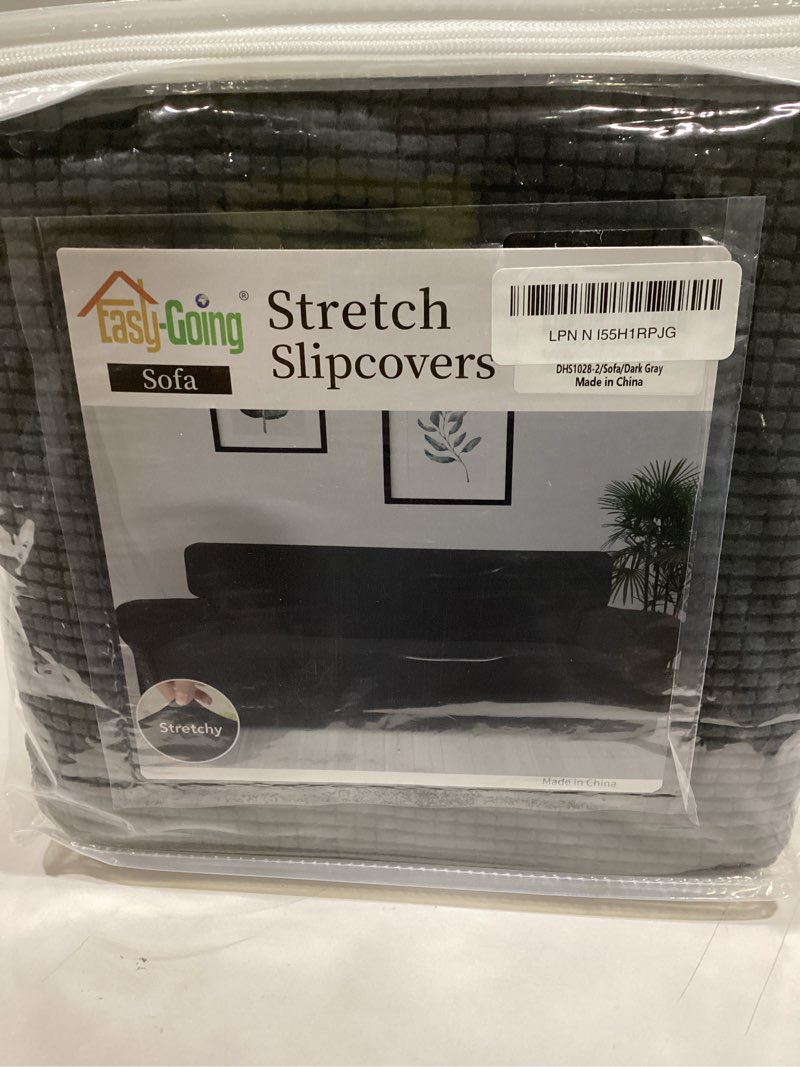 Easy-Going®
Sofa
Stretch
Slipcovers
LPN N I55H1RPJG
DHS1028-2/Sofa/Dark Gray
Made in China
Stretchy
Made in China